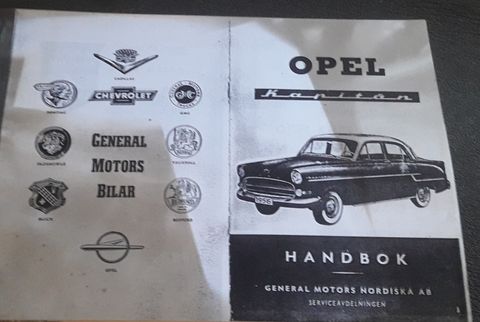 CADILLAC
PONTIAC
CHEVROLET
GMC
GENERAL
MOTORS
BILAR
OLDSMOBILE
VAUXHALL
BUICK
BEDFORD
OPEL
OPEL
Kapitän
1956
HANDBOK
GENERAL MOTORS NORDISKA AB
SERVICEAVDELNINGEN